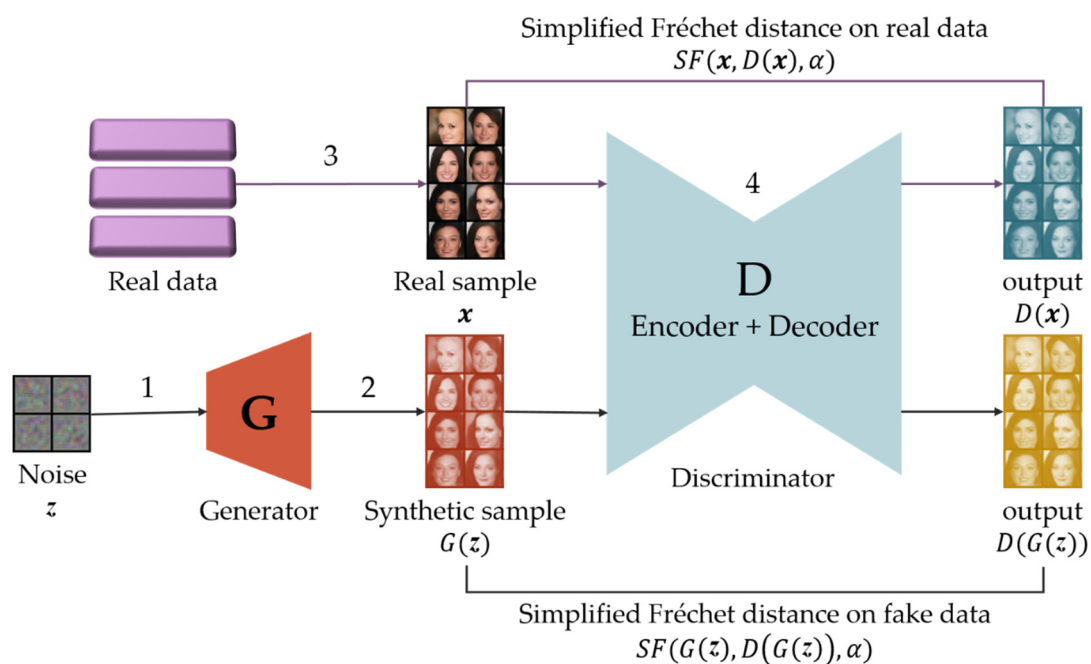 Simplified Fréchet distance on real data
SF(x, D(x), α)
3
4
Real data
Real sample
x
D
Encoder + Decoder
output
D(x)
1
G
2
Noise
z
Generator
Synthetic sample
G(z)
Discriminator
output
D(G(z))
Simplified Fréchet distance on fake data
SF(G(z), D(G(z)), α)